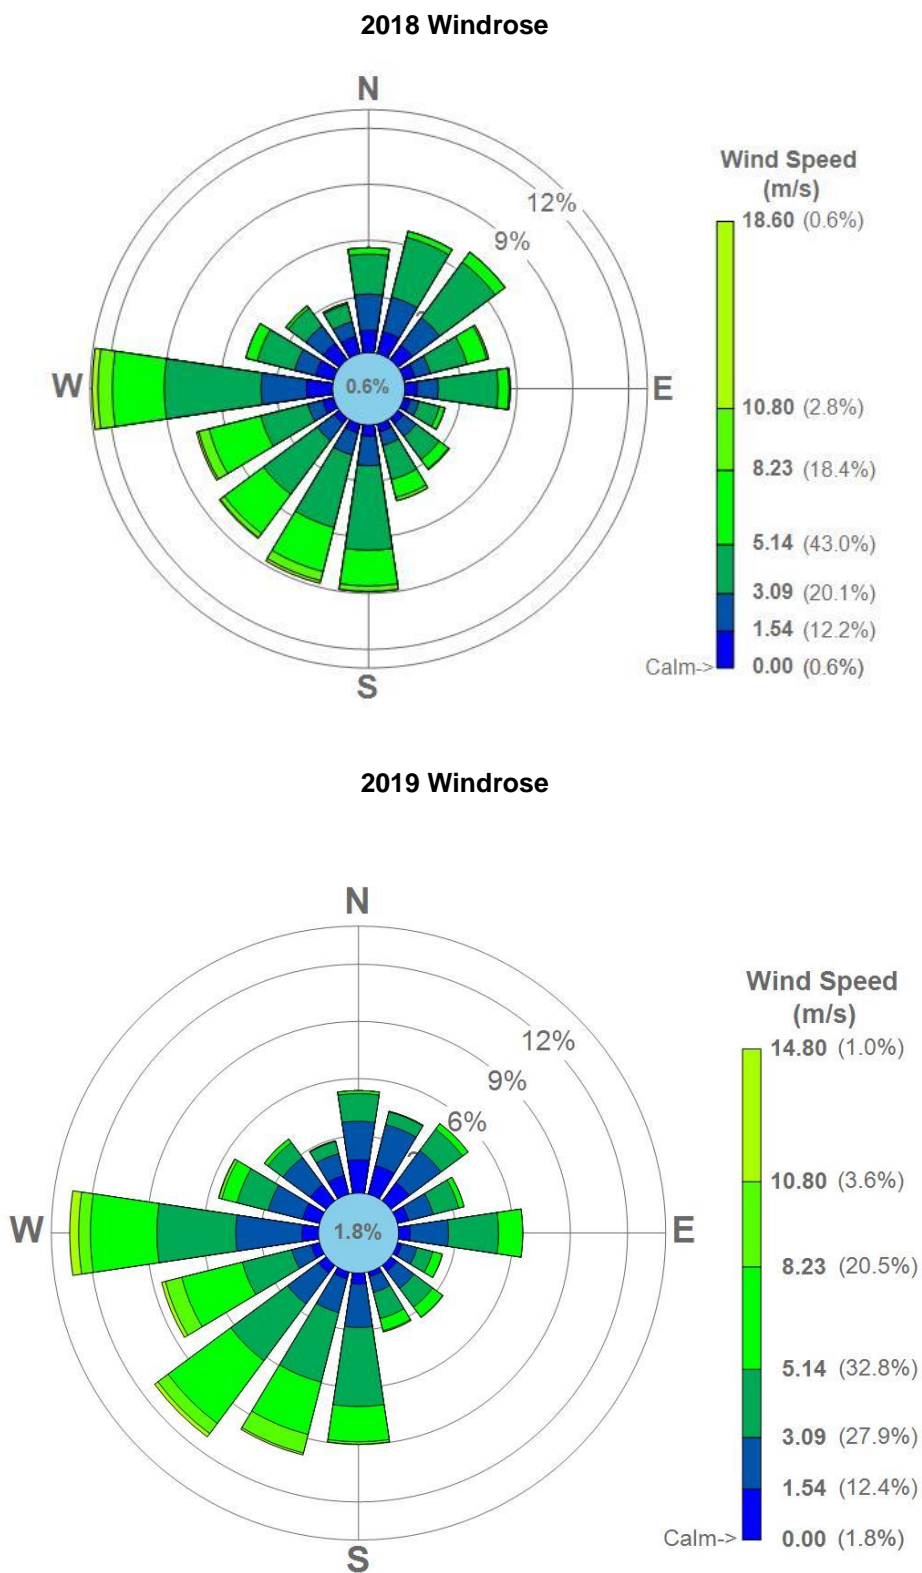 2018 Windrose
N
12%
9%
W
0.6%
E
S
Wind Speed
(m/s)
18.60 (0.6%)
10.80 (2.8%)
8.23 (18.4%)
5.14 (43.0%)
3.09 (20.1%)
1.54 (12.2%)
Calm-> 0.00 (0.6%)
2019 Windrose
N
12%
9%
6%
W
1.8%
E
S
Wind Speed
(m/s)
14.80 (1.0%)
10.80 (3.6%)
8.23 (20.5%)
5.14 (32.8%)
3.09 (27.9%)
1.54 (12.4%)
Calm-> 0.00 (1.8%)